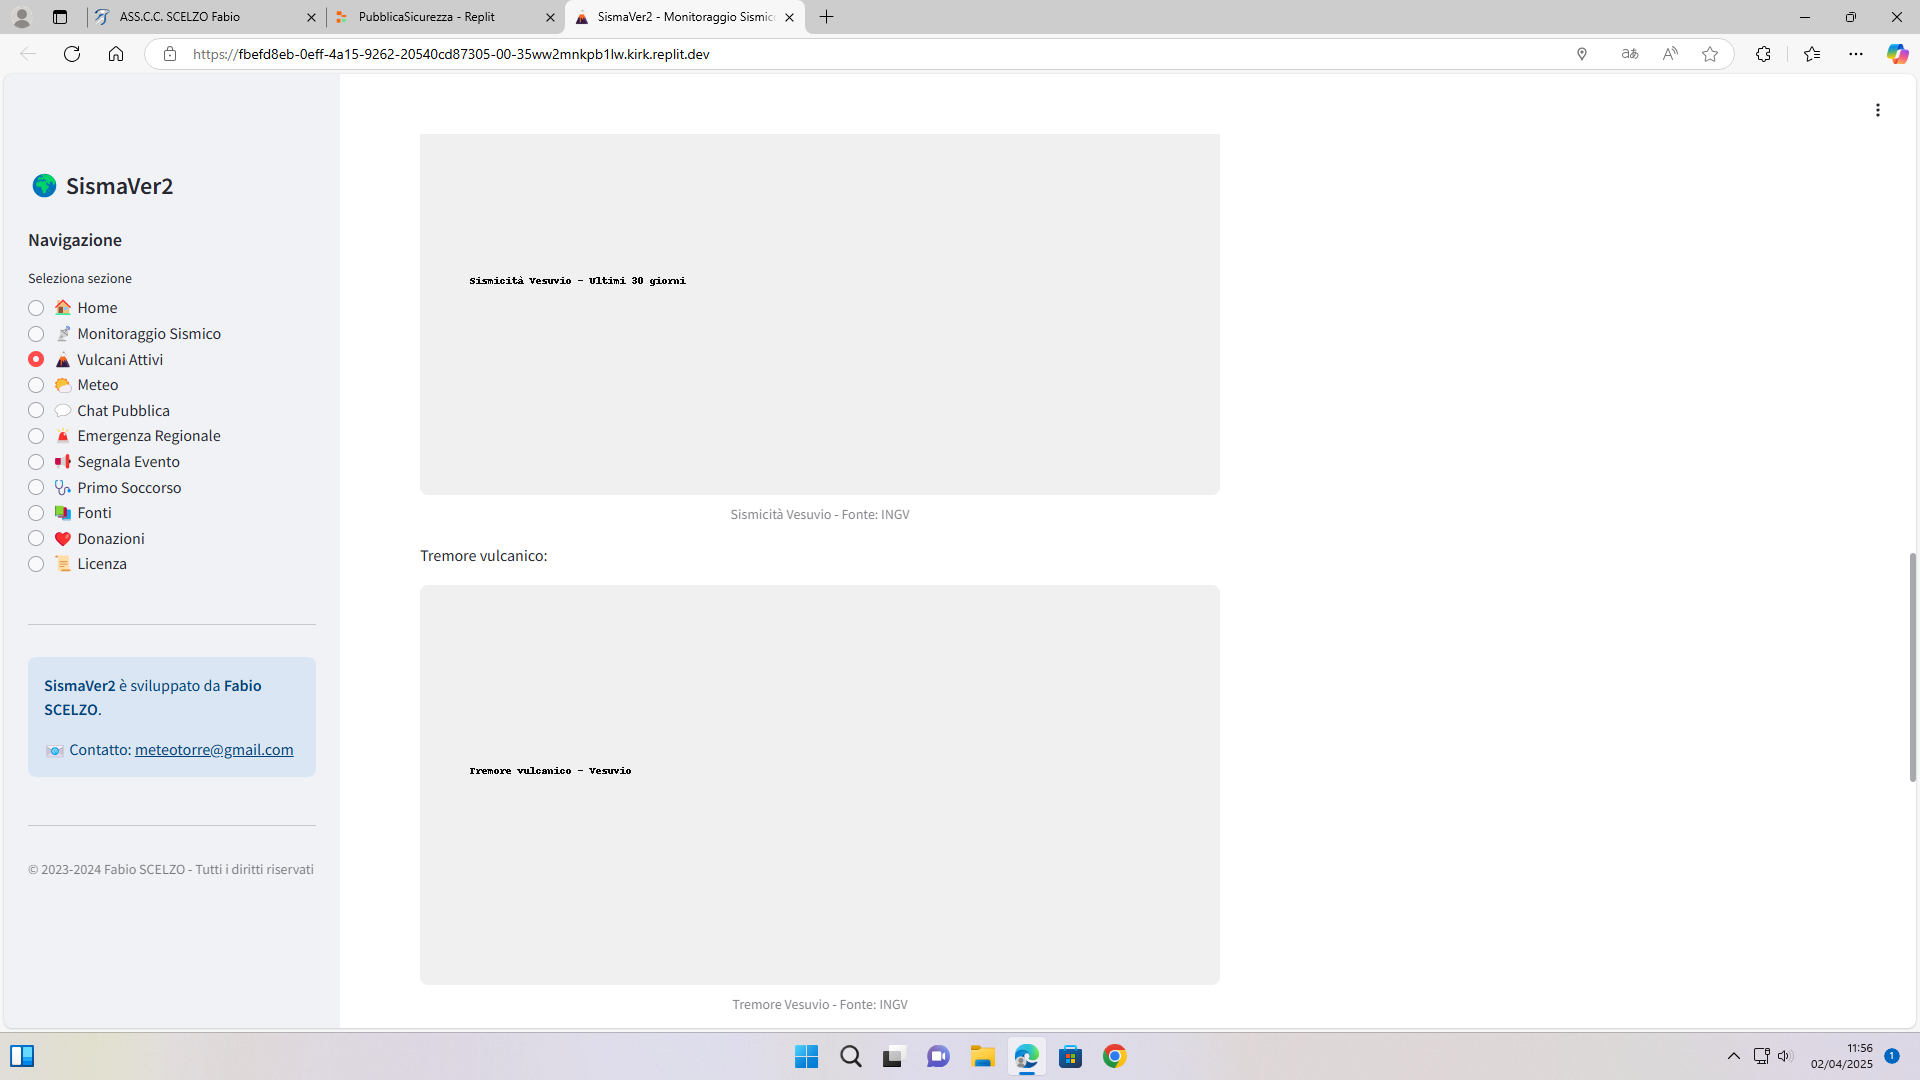 ASS.C.C. SCELZO Fabio
PubblicaSicurezza - Replit
SismaVer2 - Monitoraggio Sismic
https://fbefd8eb-0eff-4a15-9262-20540cd87305-00-35ww2mnkpb1lw.kirk.replit.dev
SismaVer2
Navigazione
Seleziona sezione
Home
Monitoraggio Sismico
Vulcani Attivi
Meteo
Chat Pubblica
Emergenza Regionale
Segnala Evento
Primo Soccorso
Fonti
Donazioni
Licenza
SismaVer2 è sviluppato da Fabio
SCELZO.
Contatto: meteotorre@gmail.com
© 2023-2024 Fabio SCELZO - Tutti i diritti riservati
Sismicità Vesuvio - Ultimi 30 giorni
Sismicità Vesuvio - Fonte: INGV
Tremore vulcanico:
Tremore vulcanico - Vesuvio
Tremore Vesuvio - Fonte: INGV
11:56
02/04/2025
1